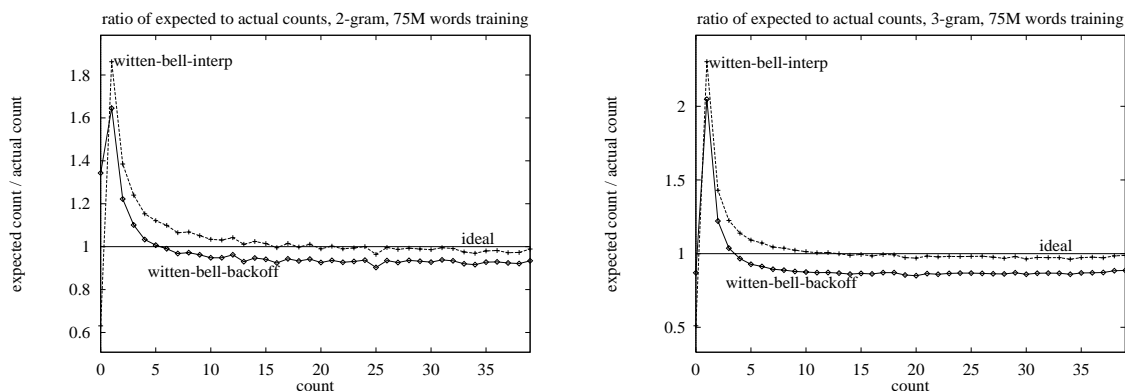 ratio of expected to actual counts, 2-gram, 75M words training
expected count / actual count
1.8
1.6
1.4
1.2
1
0.8
0.6
witten-bell-interp
ideal
witten-bell-backoff
0 5 10 15 20 25 30 35
count
ratio of expected to actual counts, 3-gram, 75M words training
expected count / actual count
2
1.5
1
0.5
witten-bell-interp
ideal
witten-bell-backoff
0 5 10 15 20 25 30 35
count